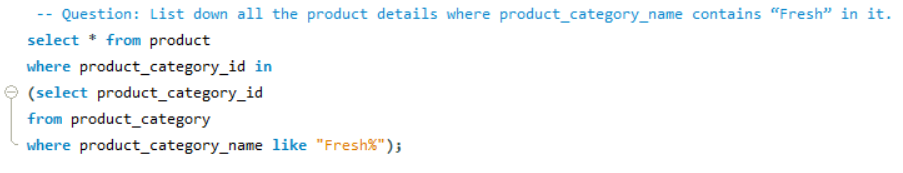 -- Question: List down all the product details where product_category_name contains “Fresh” in it.
select * from product
where product_category_id in
(select product_category_id
from product_category
where product_category_name like "Fresh%");